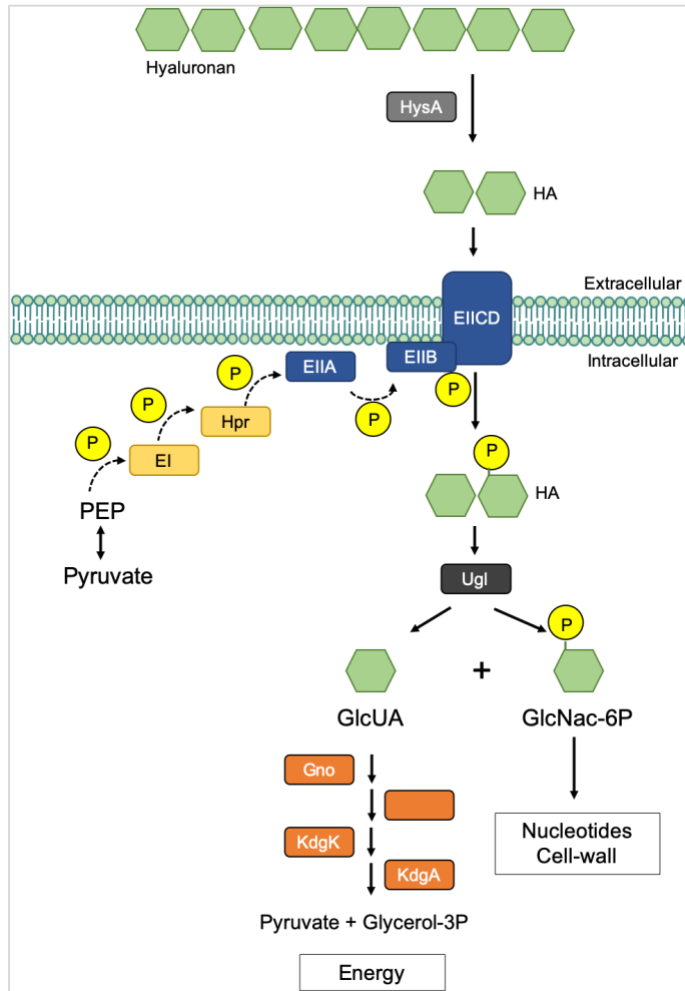 Hyaluronan
HysA
HA
Extracellular
EIICD
Intracellular
EIIB
EIIA
P
P
P
P
P
Hpr
EI
PEP
Pyruvate
P
HA
Ugl
P
+
GlcUA
GlcNac-6P
Gno
KdgK
KdgA
Nucleotides
Cell-wall
Pyruvate + Glycerol-3P
Energy